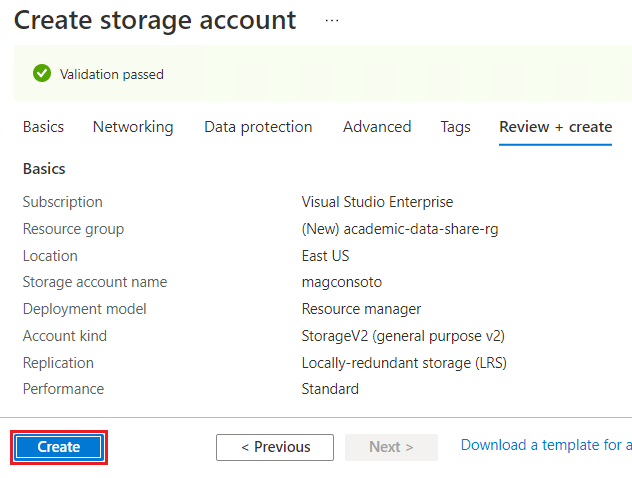 Create storage account ...
Validation passed
Basics Networking Data protection Advanced Tags Review + create
Basics
Subscription Visual Studio Enterprise
Resource group (New) academic-data-share-rg
Location East US
Storage account name magconsoto
Deployment model Resource manager
Account kind StorageV2 (general purpose v2)
Replication Locally-redundant storage (LRS)
Performance Standard
Create < Previous Next > Download a template for a